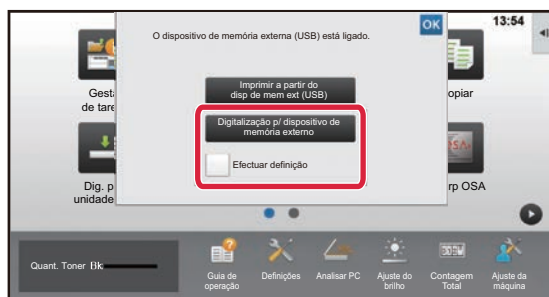 13:54
OK
O dispositivo de memória externa (USB) está ligado.
Imprimir a partir do
disp de mem ext (USB)
Digitalização p/ dispositivo de
memória externo
Efectuar definição
Gest
de tare
opiar
Dig. p
unidade
rp OSA
Quant. Toner Bk
Guia de
operação
Definições
Analisar PC
Ajuste do
brilho
Contagem
Total
Ajuste da
máquina